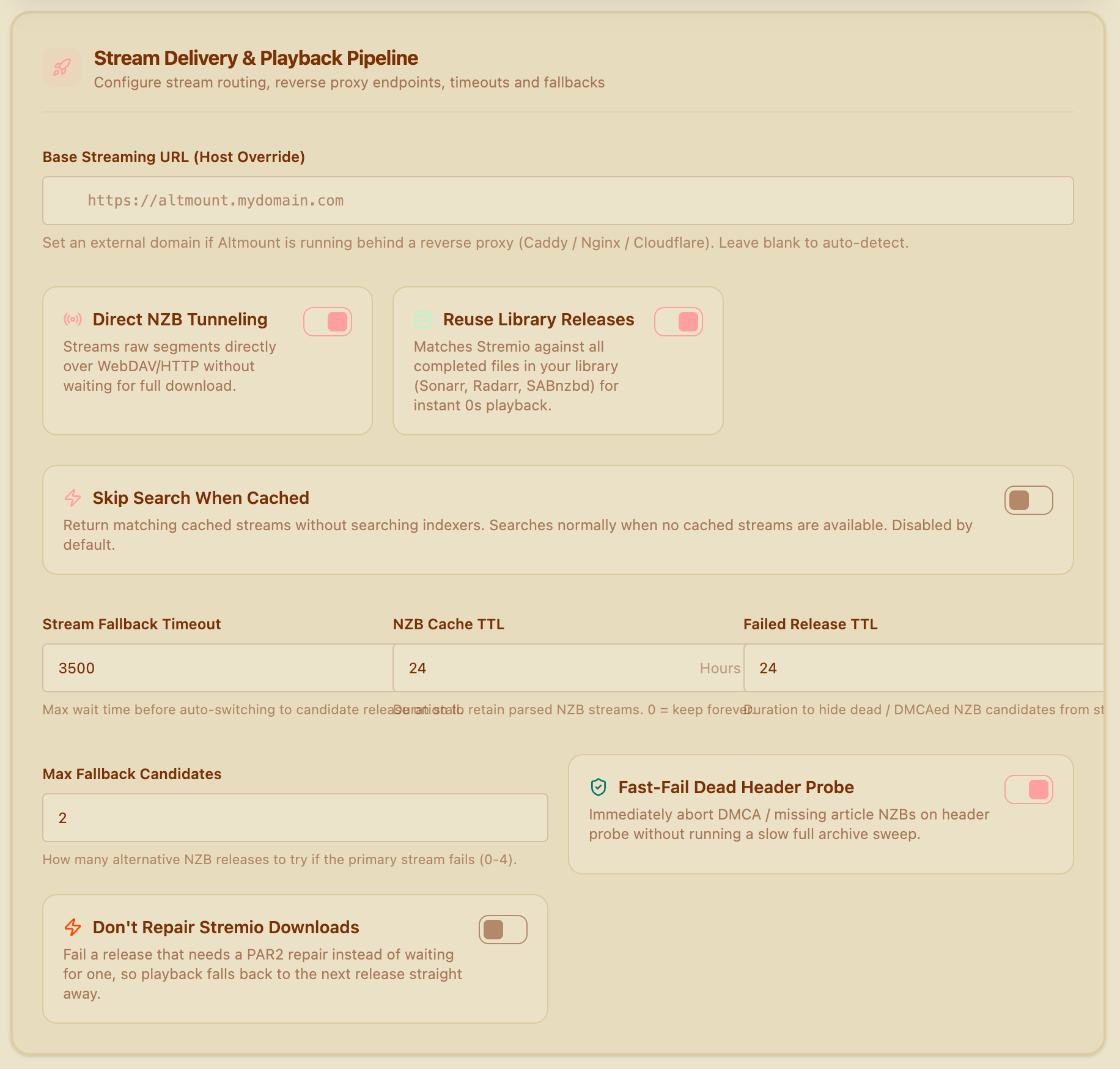 Stream Delivery & Playback Pipeline
Configure stream routing, reverse proxy endpoints, timeouts and fallbacks
Base Streaming URL (Host Override)
https://altmount.mydomain.com
Set an external domain if Altmount is running behind a reverse proxy (Caddy / Nginx / Cloudflare). Leave blank to auto-detect.
Direct NZB Tunneling
Streams raw segments directly
over WebDAV/HTTP without
waiting for full download.
Reuse Library Releases
Matches Stremio against all
completed files in your library
(Sonarr, Radarr, SABnzbd) for
instant 0s playback.
Skip Search When Cached
Return matching cached streams without searching indexers. Searches normally when no cached streams are available. Disabled by
default.
Stream Fallback Timeout
3500
Max wait time before auto-switching to candidate release on stall.
NZB Cache TTL
24
Hours
Duration to retain parsed NZB streams. 0 = keep forever.
Failed Release TTL
24
Duration to hide dead / DMCAed NZB candidates from st
Max Fallback Candidates
2
How many alternative NZB releases to try if the primary stream fails (0-4).
Fast-Fail Dead Header Probe
Immediately abort DMCA / missing article NZBs on header
probe without running a slow full archive sweep.
Don't Repair Stremio Downloads
Fail a release that needs a PAR2 repair instead of waiting
for one, so playback falls back to the next release straight
away.